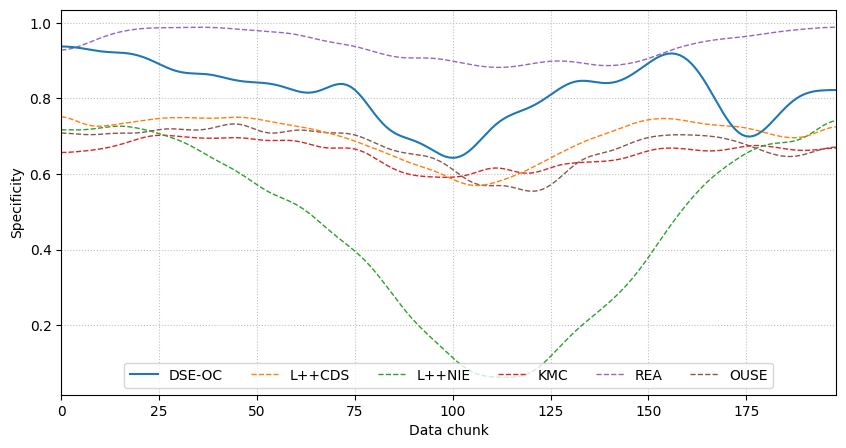 1.0
0.8
0.6
0.4
0.2
Specificity
DSE-OC L++CDS L++NIE KMC REA OUSE
0 25 50 75 100 125 150 175
Data chunk